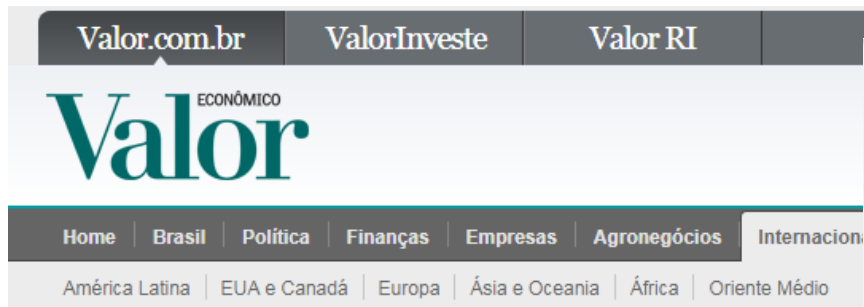 Valor.com.br ValorInveste Valor RI
ECONÔMICO
Valor
Home Brasil Política Finanças Empresas Agronegócios
América Latina EUA e Canadá Europa Ásia e Oceania África Oriente Médio